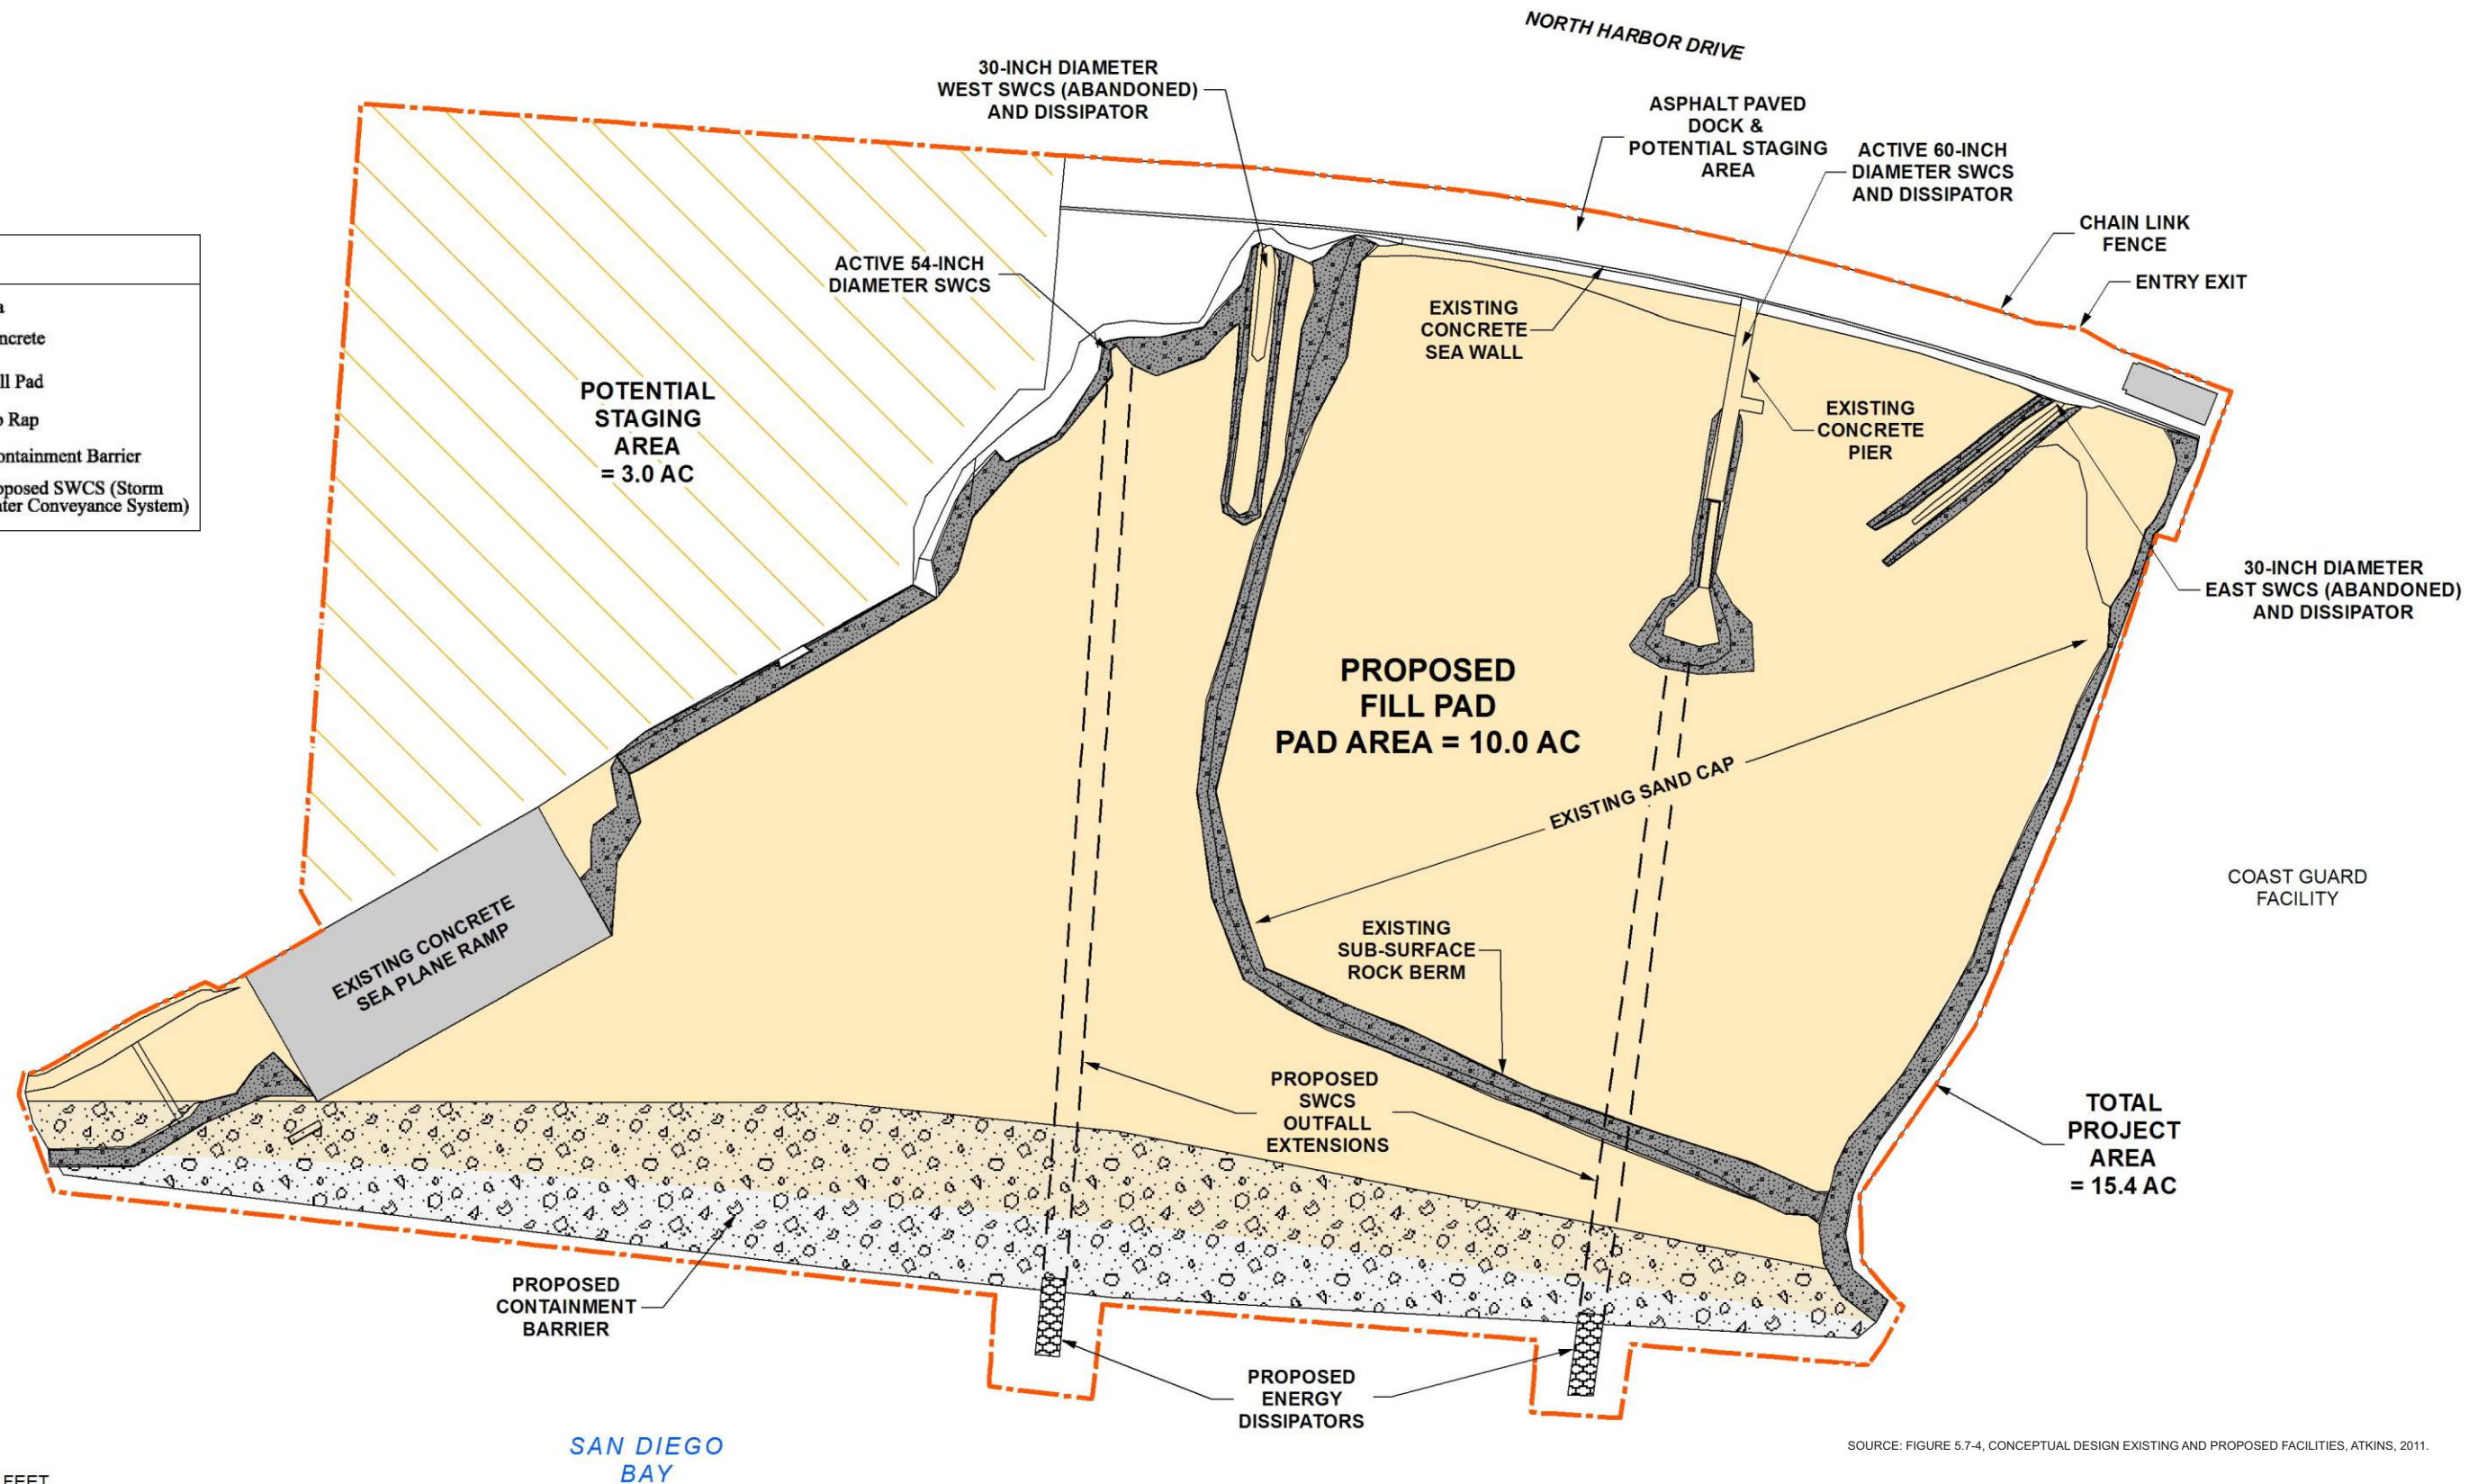 NORTH HARBOR DRIVE
30-INCH DIAMETER
WEST SWCS (ABANDONED)
AND DISSIPATOR
ASPHALT PAVED
DOCK &
POTENTIAL STAGING
AREA
ACTIVE 60-INCH
DIAMETER SWCS
AND DISSIPATOR
CHAIN LINK
FENCE
ENTRY EXIT
ACTIVE 54-INCH
DIAMETER SWCS
EXISTING
CONCRETE
SEA WALL
ll Pad
Rap
ontainment Barrier
oposed SWCS (Storm
ter Conveyance System)
POTENTIAL
STAGING
AREA
= 3.0 AC
EXISTING
CONCRETE
PIER
30-INCH DIAMETER
EAST SWCS (ABANDONED)
AND DISSIPATOR
PROPOSED
FILL PAD
PAD AREA = 10.0 AC
EXISTING SAND CAP
COAST GUARD
FACILITY
EXISTING CONCRETE
SEA PLANE RAMP
EXISTING
SUB-SURFACE
ROCK BERM
PROPOSED
SWCS
OUTFALL
EXTENSIONS
TOTAL
PROJECT
AREA
= 15.4 AC
PROPOSED
CONTAINMENT
BARRIER
PROPOSED
ENERGY
DISSIPATORS
SAN DIEGO
BAY
SOURCE: FIGURE 5.7-4, CONCEPTUAL DESIGN EXISTING AND PROPOSED FACILITIES, ATKINS, 2011.
FEET